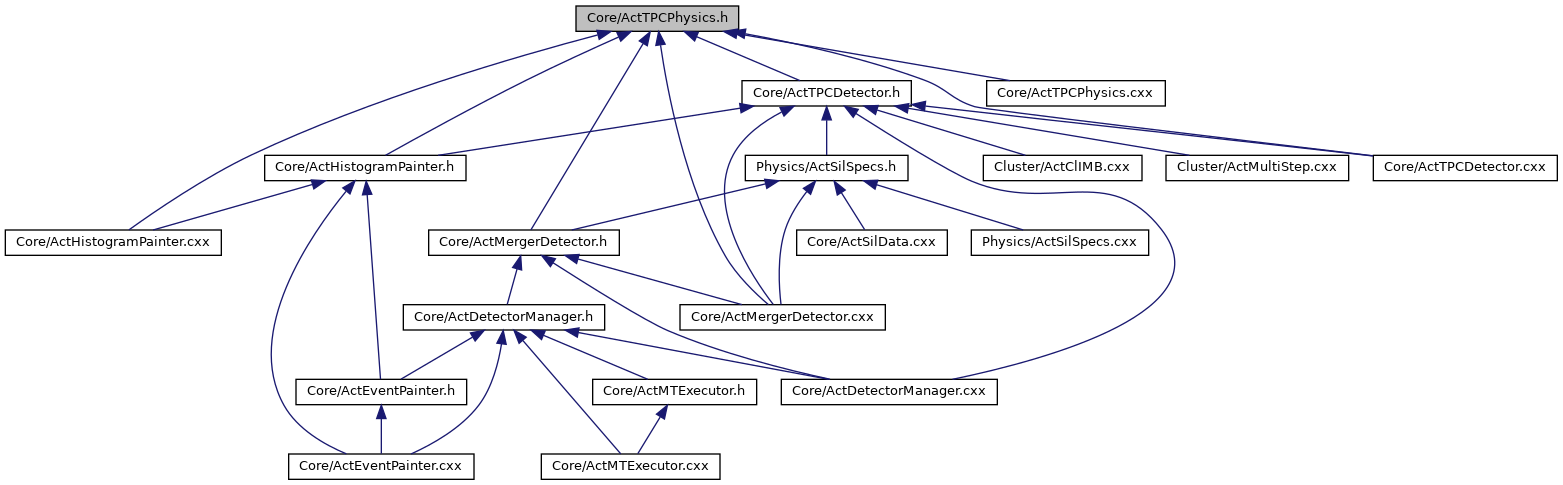 Core/ActTPCPhysics.h
Core/ActTPCDetector.h
Core/ActTPCPhysics.cxx
Core/ActHistogramPainter.h
Physics/ActSilSpecs.h
Cluster/ActClIMB.cxx
Cluster/ActMultiStep.cxx
Core/ActTPCDetector.cxx
Core/ActHistogramPainter.cxx
Core/ActMergerDetector.h
Core/ActSilData.cxx
Physics/ActSilSpecs.cxx
Core/ActDetectorManager.h
Core/ActMergerDetector.cxx
Core/ActEventPainter.h
Core/ActMTExecutor.h
Core/ActDetectorManager.cxx
Core/ActEventPainter.cxx
Core/ActMTExecutor.cxx